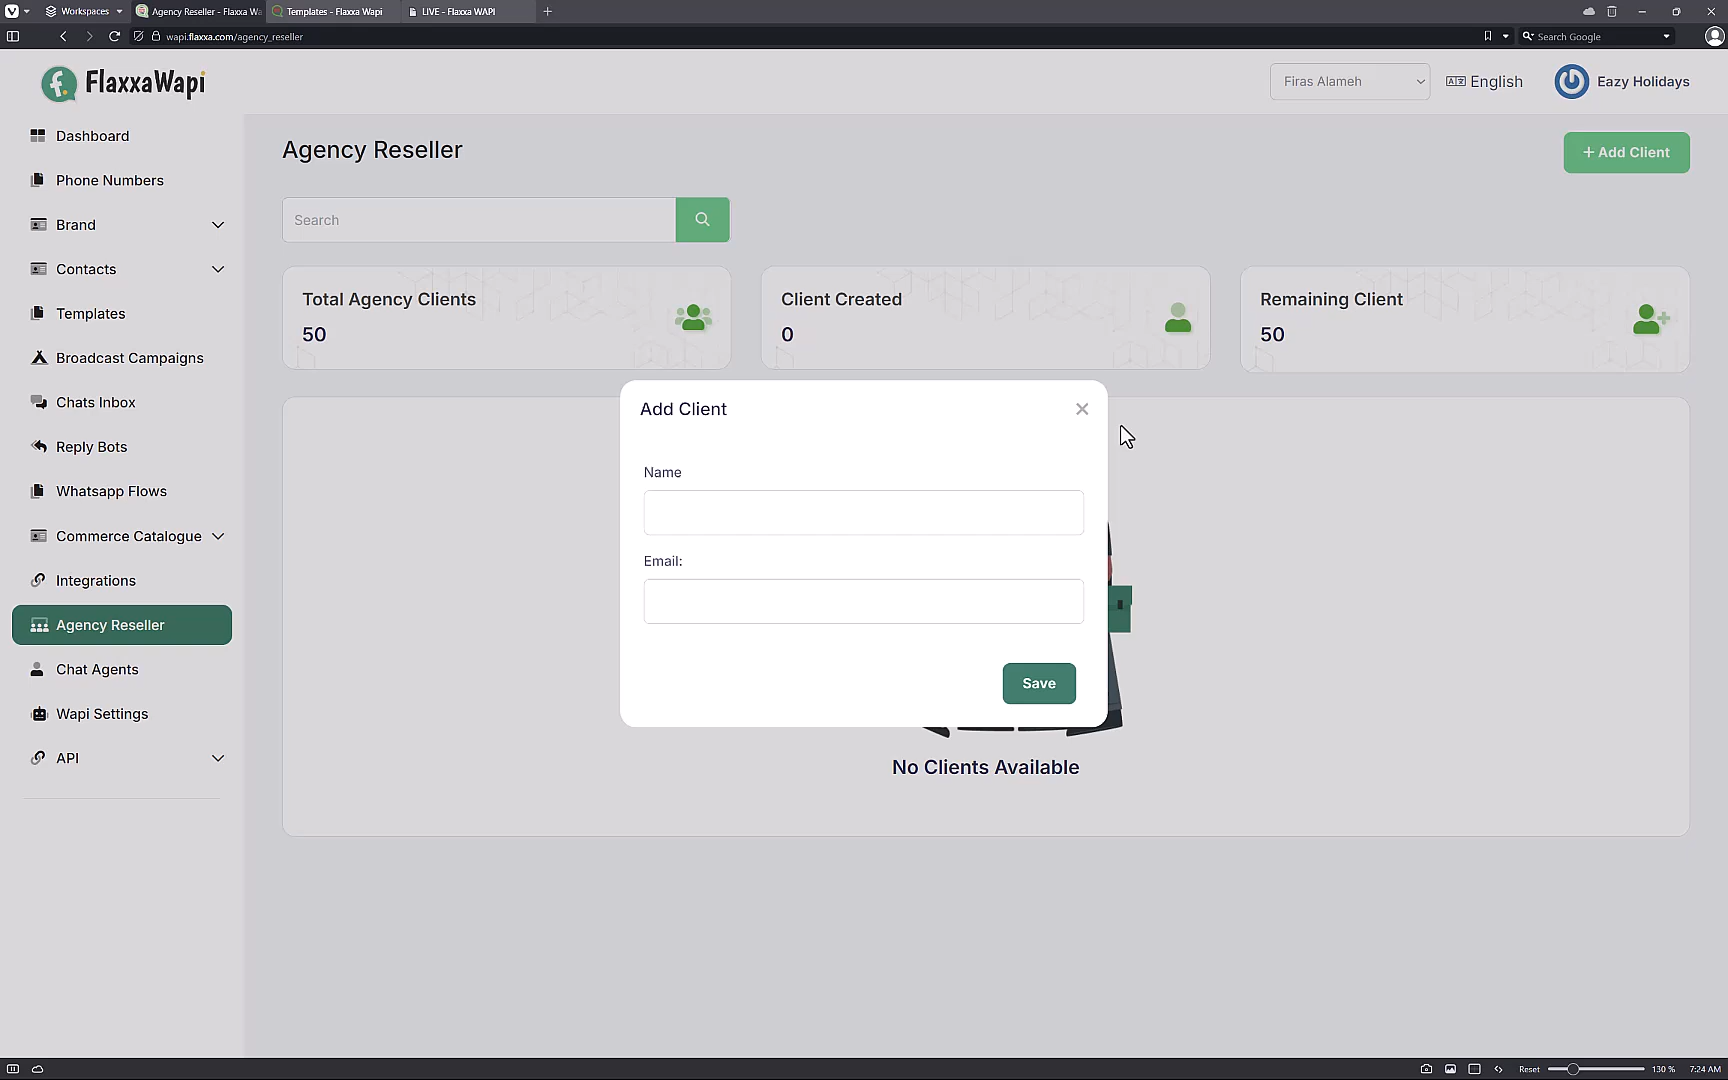 Workspaces
Agency Reseller - Flaxxa Wa
Templates - Flaxxa Wapi
LIVE - Flaxxa WAPI
wapi.flaxxa.com/agency_reseller
Search Google
FlaxxaWapi
Firas Alameh
English
Eazy Holidays
Dashboard
Phone Numbers
Brand
Contacts
Templates
Broadcast Campaigns
Chats Inbox
Reply Bots
Whatsapp Flows
Commerce Catalogue
Integrations
Agency Reseller
Chat Agents
Wapi Settings
API
Agency Reseller
+ Add Client
Search
Total Agency Clients
50
Client Created
0
Remaining Client
50
Add Client
Name
Email:
Save
No Clients Available
Reset
130 %
7:24 AM